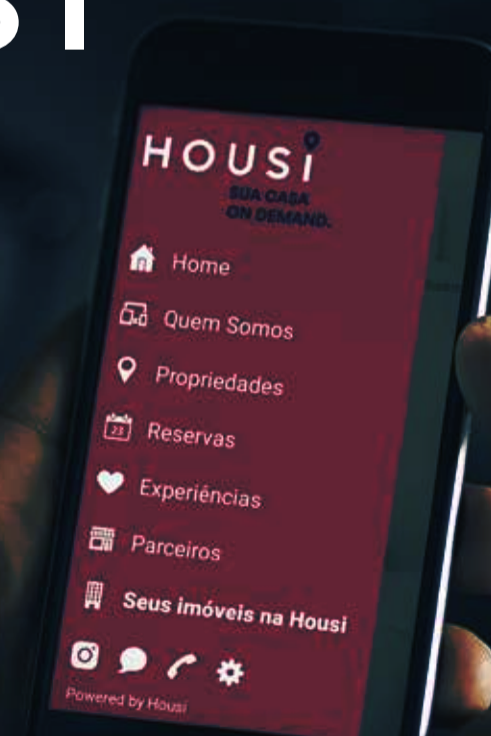 HOUSI
SUA CASA
ON DEMAND.
Home
Quem Somos
Propriedades
23
Reservas
Experiências
Parceiros
Seus imóveis na Housi
Powered by Housi